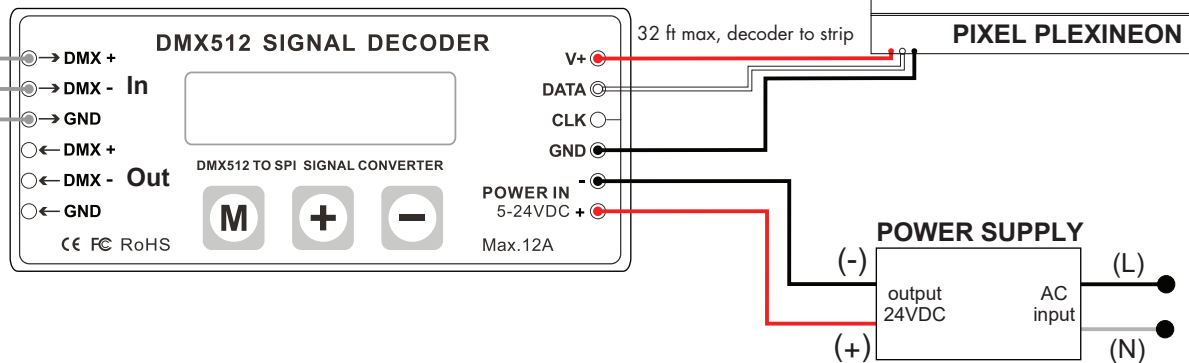 DMX512 SIGNAL DECODER
DMX +
DMX - In
GND
DMX +
DMX - Out
GND
CE FC RoHS
DMX512 TO SPI SIGNAL CONVERTER
M + -
V+
DATA
CLK
GND
-
POWER IN
5-24VDC +
Max.12A
32 ft max, decoder to strip
PIXEL PLEXINEON
POWER SUPPLY
(-)
(+)
output
24VDC
AC
input
(L)
(N)